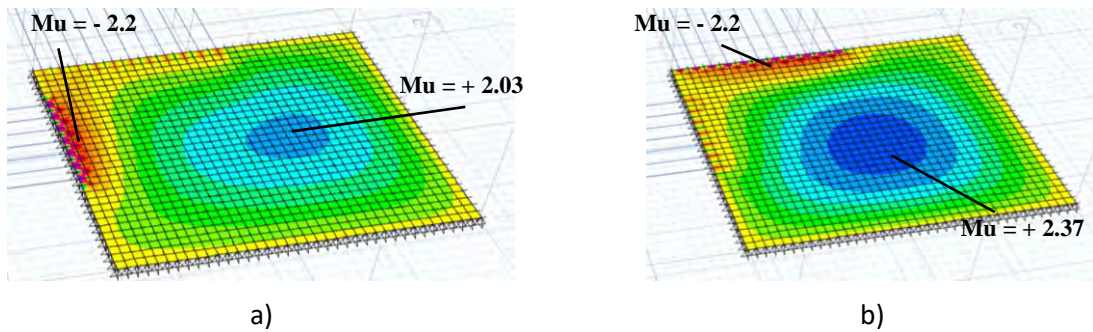 Mu = - 2.2
Mu = + 2.03
a)
Mu = - 2.2
Mu = + 2.37
b)